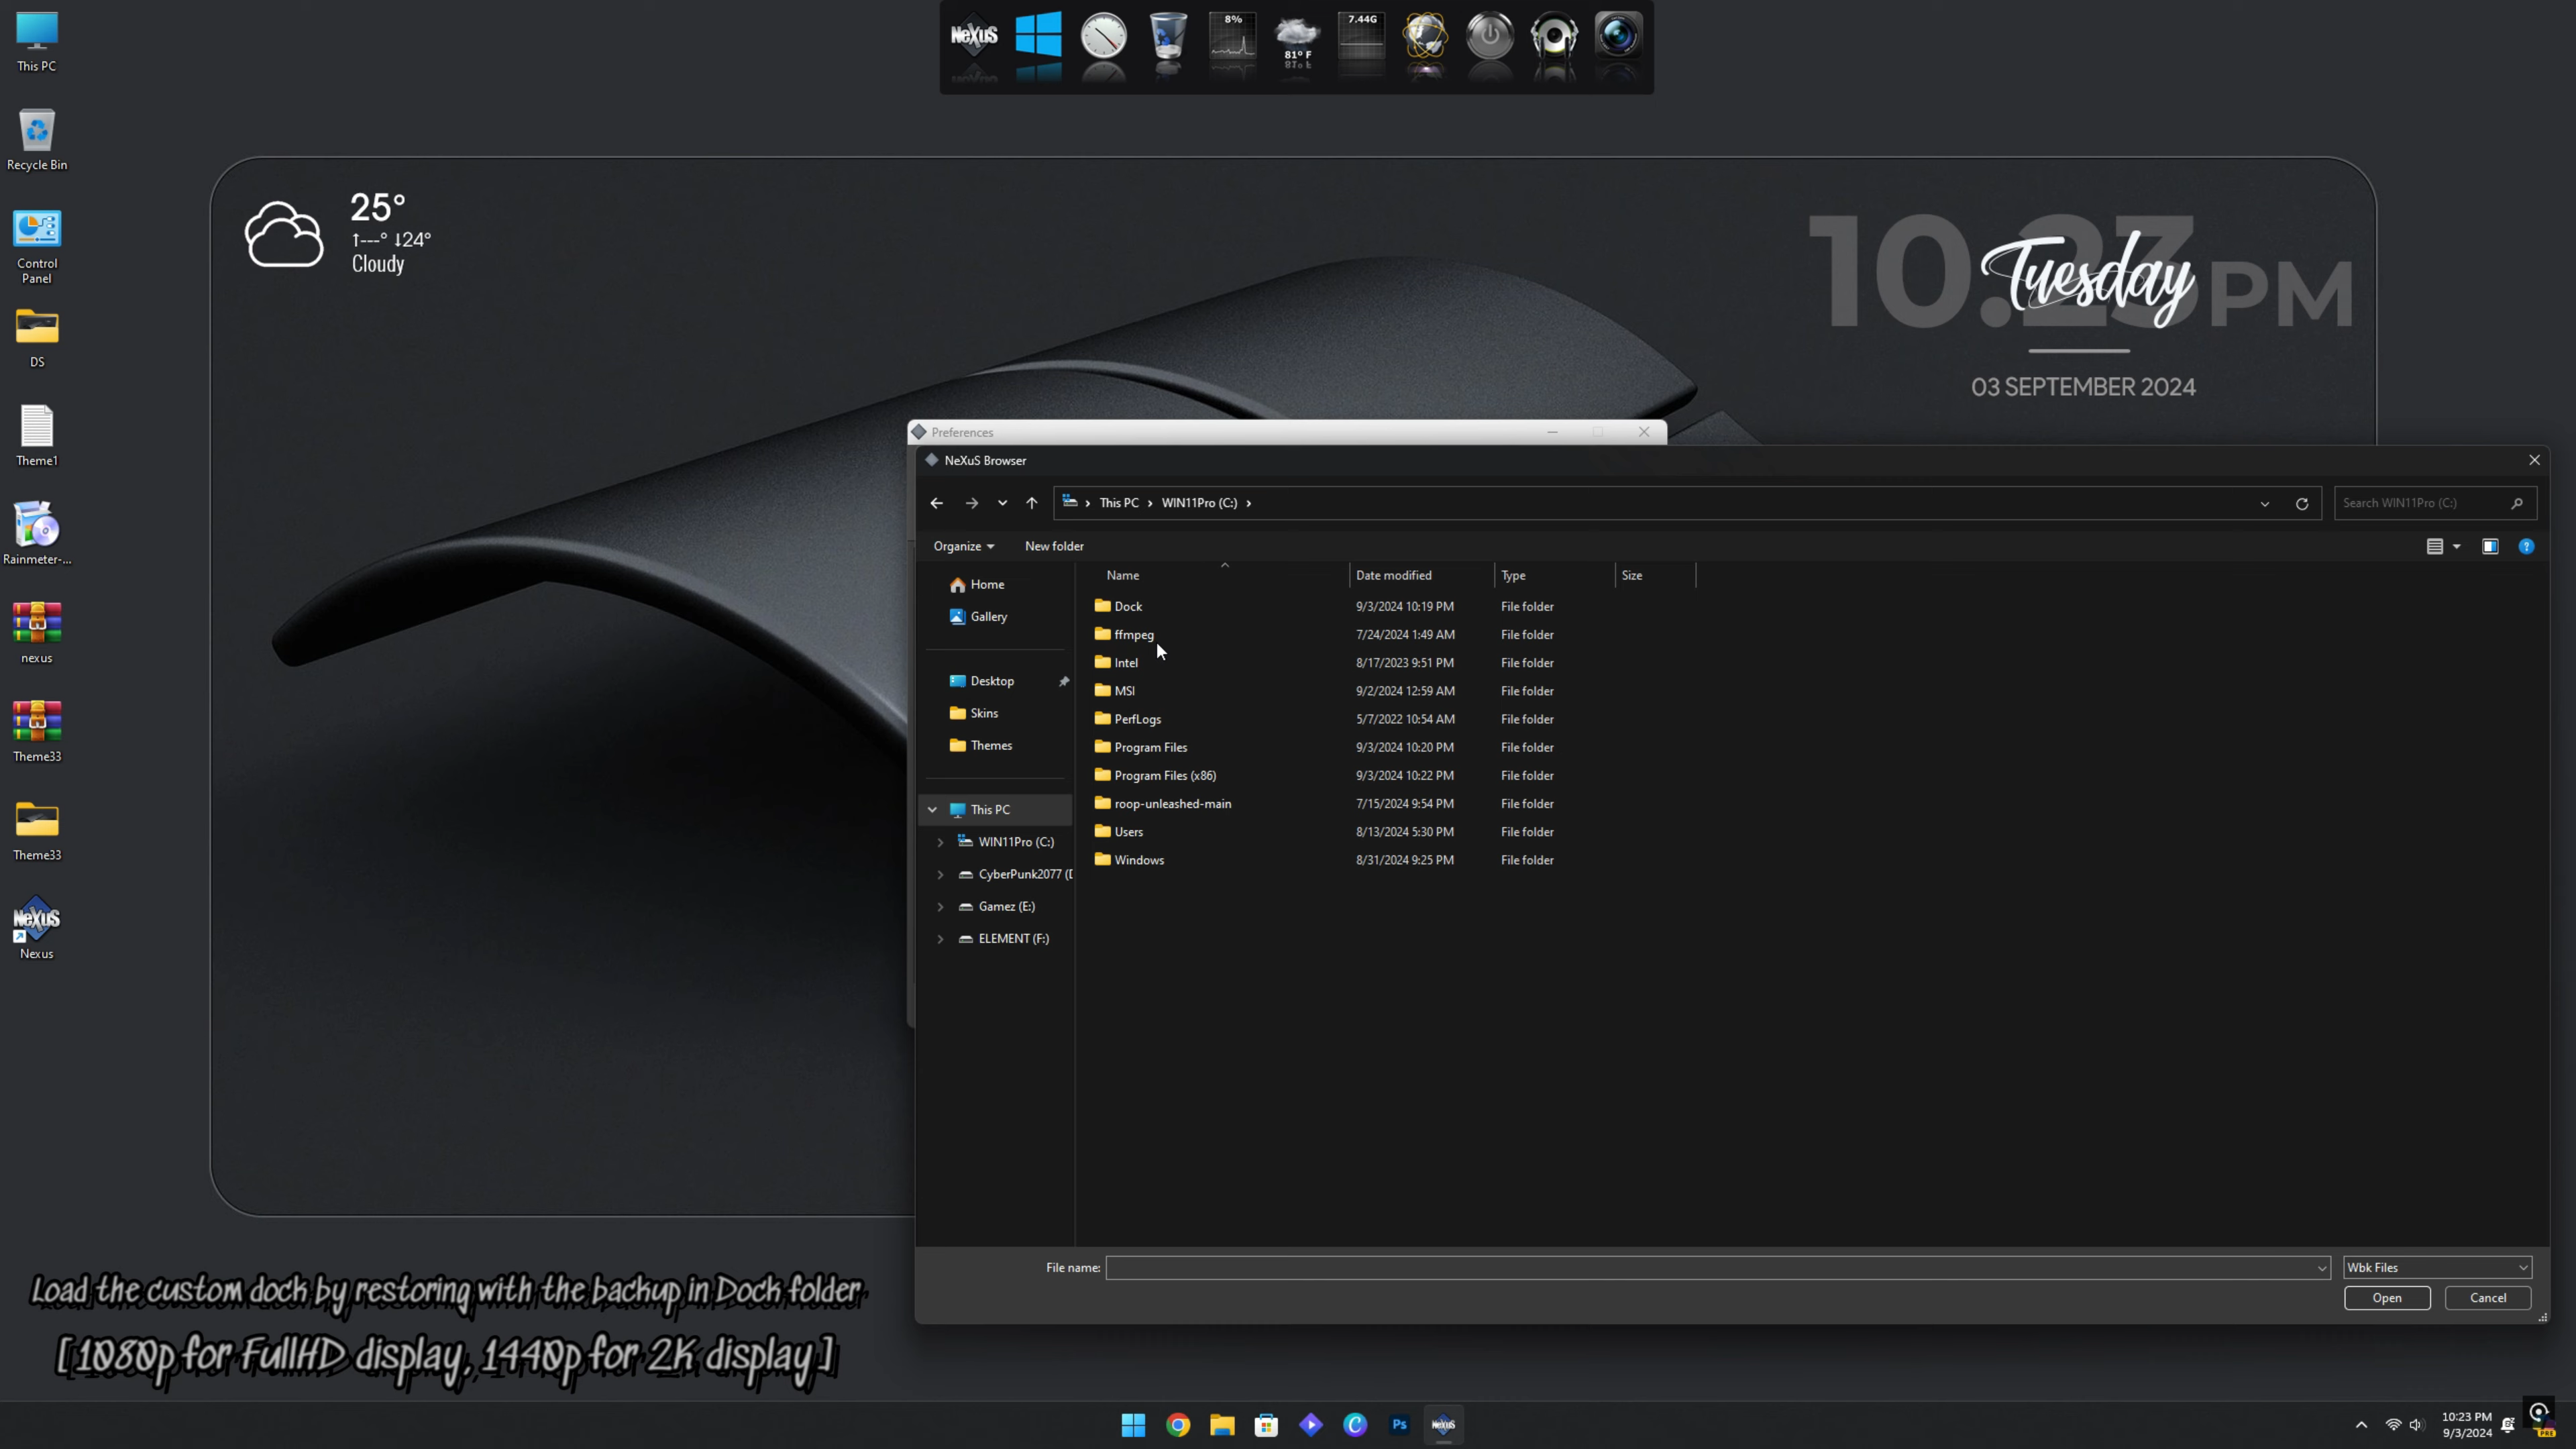 This PC
Recycle Bin
Control
Panel
DS
Theme1
Rainmeter-...
nexus
Theme33
Theme33
NeXuS
Nexus
NeXuS
8%
81° F
7.44G
25°
↑---° ↓24°
Cloudy
10.23 PM
Tuesday
03 SEPTEMBER 2024
Preferences
NeXuS Browser
This PC › WIN11Pro (C:) ›
Search WIN11Pro (C:)
Organize
New folder
Home
Gallery
Desktop
Skins
Themes
This PC
WIN11Pro (C:)
CyberPunk2077 (D
Gamez (E:)
ELEMENT (F:)
Name Date modified Type Size
Dock 9/3/2024 10:19 PM File folder
ffmpeg 7/24/2024 1:49 AM File folder
Intel 8/17/2023 9:51 PM File folder
MSI 9/2/2024 12:59 AM File folder
PerfLogs 5/7/2022 10:54 AM File folder
Program Files 9/3/2024 10:20 PM File folder
Program Files (x86) 9/3/2024 10:22 PM File folder
roop-unleashed-main 7/15/2024 9:54 PM File folder
Users 8/13/2024 5:30 PM File folder
Windows 8/31/2024 9:25 PM File folder
File name:
Wbk Files
Open
Cancel
Load the custom dock by restoring with the backup in Dock folder
[1080p for FullHD display, 1440p for 2K display]
Ps
NeXuS
10:23 PM
9/3/2024
PRE